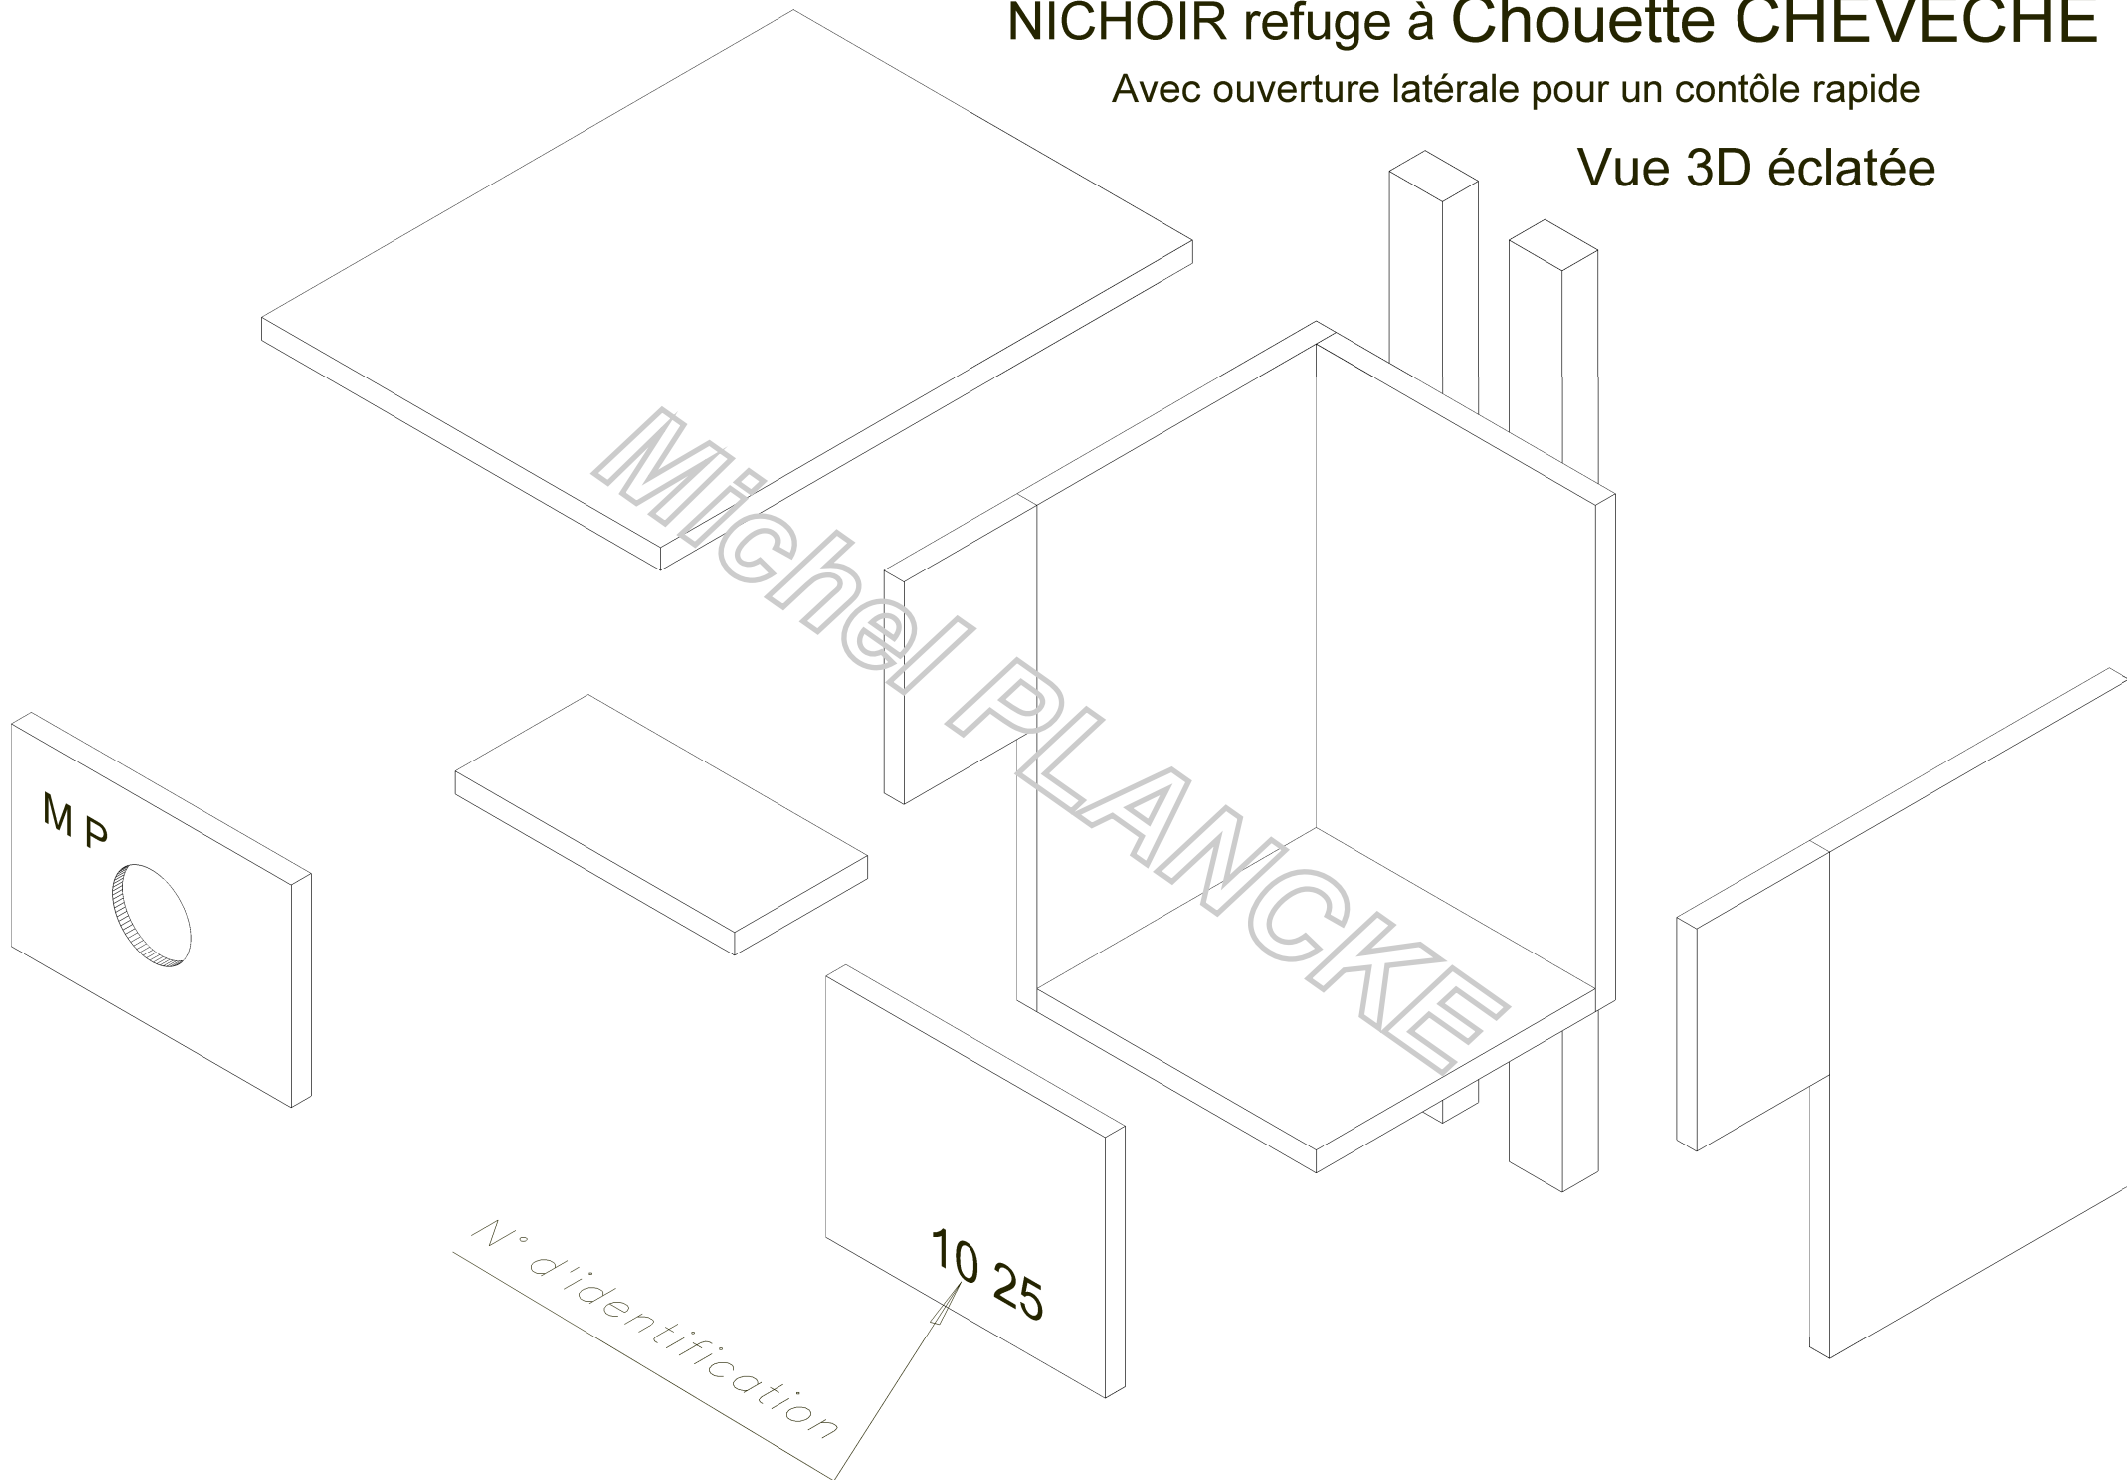 NICHOIR refuge à Chouette CHEVECHE
Avec ouverture latérale pour un contôle rapide
Vue 3D éclatée
Michel PLANCKE
M P
10 25
N° d'identification